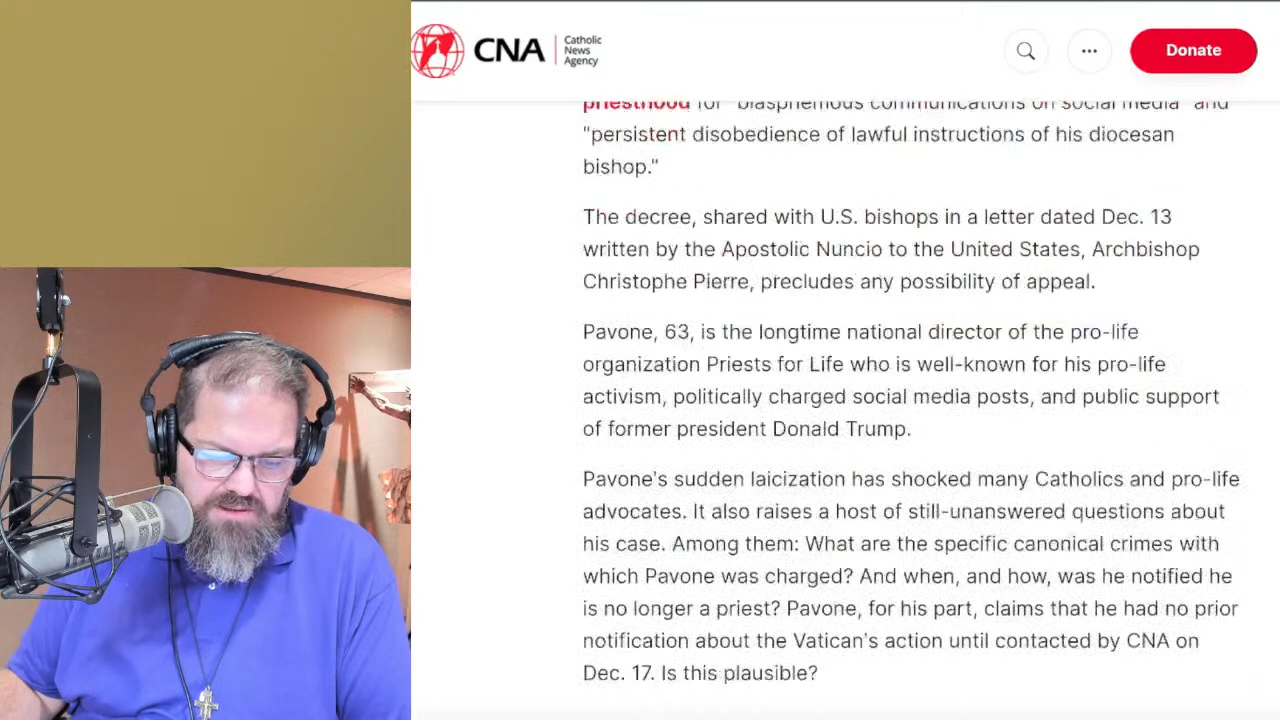 CNA
Catholic
News
Agency
Donate
priesthood for "blasphemous communications on social media" and
"persistent disobedience of lawful instructions of his diocesan
bishop."
The decree, shared with U.S. bishops in a letter dated Dec. 13
written by the Apostolic Nuncio to the United States, Archbishop
Christophe Pierre, precludes any possibility of appeal.
Pavone, 63, is the longtime national director of the pro-life
organization Priests for Life who is well-known for his pro-life
activism, politically charged social media posts, and public support
of former president Donald Trump.
Pavone's sudden laicization has shocked many Catholics and pro-life
advocates. It also raises a host of still-unanswered questions about
his case. Among them: What are the specific canonical crimes with
which Pavone was charged? And when, and how, was he notified he
is no longer a priest? Pavone, for his part, claims that he had no prior
notification about the Vatican's action until contacted by CNA on
Dec. 17. Is this plausible?